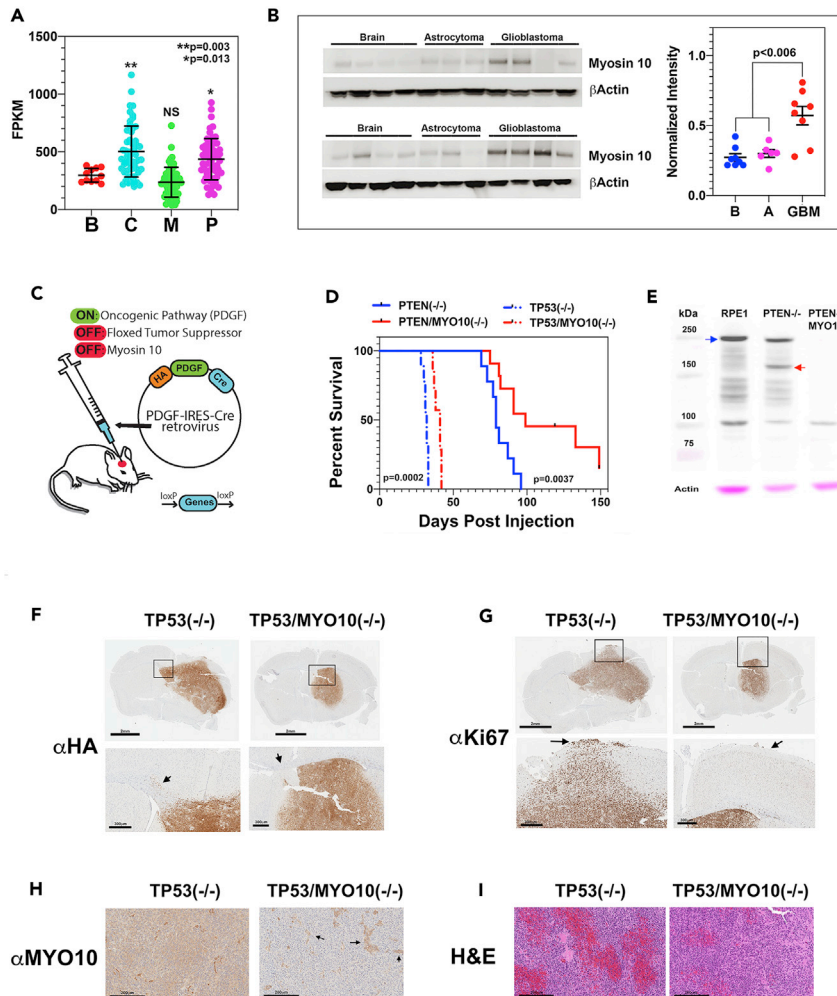 A
FPKM
1500
1000
500
0
**p=0.003
*p=0.013
**
NS
*
B
C
M
P
B
Brain
Astrocytoma
Glioblastoma
Myosin 10
βActin
Brain
Astrocytoma
Glioblastoma
Myosin 10
βActin
Normalized Intensity
1.0
0.5
0.0
p<0.006
B
A
GBM
C
ON: Oncogenic Pathway (PDGF)
OFF: Floxed Tumor Suppressor
OFF: Myosin 10
HA
PDGF
Cre
PDGF-IRES-Cre
retrovirus
loxP
Genes
loxP
D
PTEN(-/-)
TP53(-/-)
PTEN/MYO10(-/-)
TP53/MYO10(-/-)
Percent Survival
100
50
0
p=0.0002
p=0.0037
0
50
100
150
Days Post Injection
E
kDa
RPE1
PTEN-/-
PTEN-
MYO1
250
150
100
75
Actin
F
TP53(-/-)
TP53/MYO10(-/-)
αHA
2mm
2mm
G
TP53(-/-)
TP53/MYO10(-/-)
αKi67
2mm
2mm
H
TP53(-/-)
TP53/MYO10(-/-)
αMYO10
I
TP53(-/-)
TP53/MYO10(-/-)
H&E